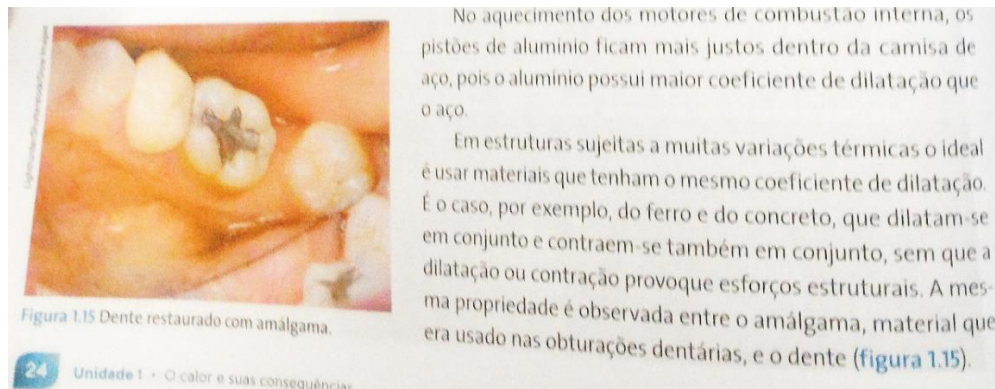 No aquecimento dos motores de combustão interna, os
pistões de alumínio ficam mais justos dentro da camisa de
aço, pois o alumínio possui maior coeficiente de dilatação que
o aço.
Em estruturas sujeitas a muitas variações térmicas o ideal
é usar materiais que tenham o mesmo coeficiente de dilatação.
É o caso, por exemplo, do ferro e do concreto, que dilatam-se
em conjunto e contraem-se também em conjunto, sem que a
dilatação ou contração provoque esforços estruturais. A mes-
ma propriedade é observada entre o amálgama, material que
era usado nas obturações dentárias, e o dente (figura 1.15).
Figura 1.15 Dente restaurado com amálgama.
24 Unidade 1 • O calor e suas consequências